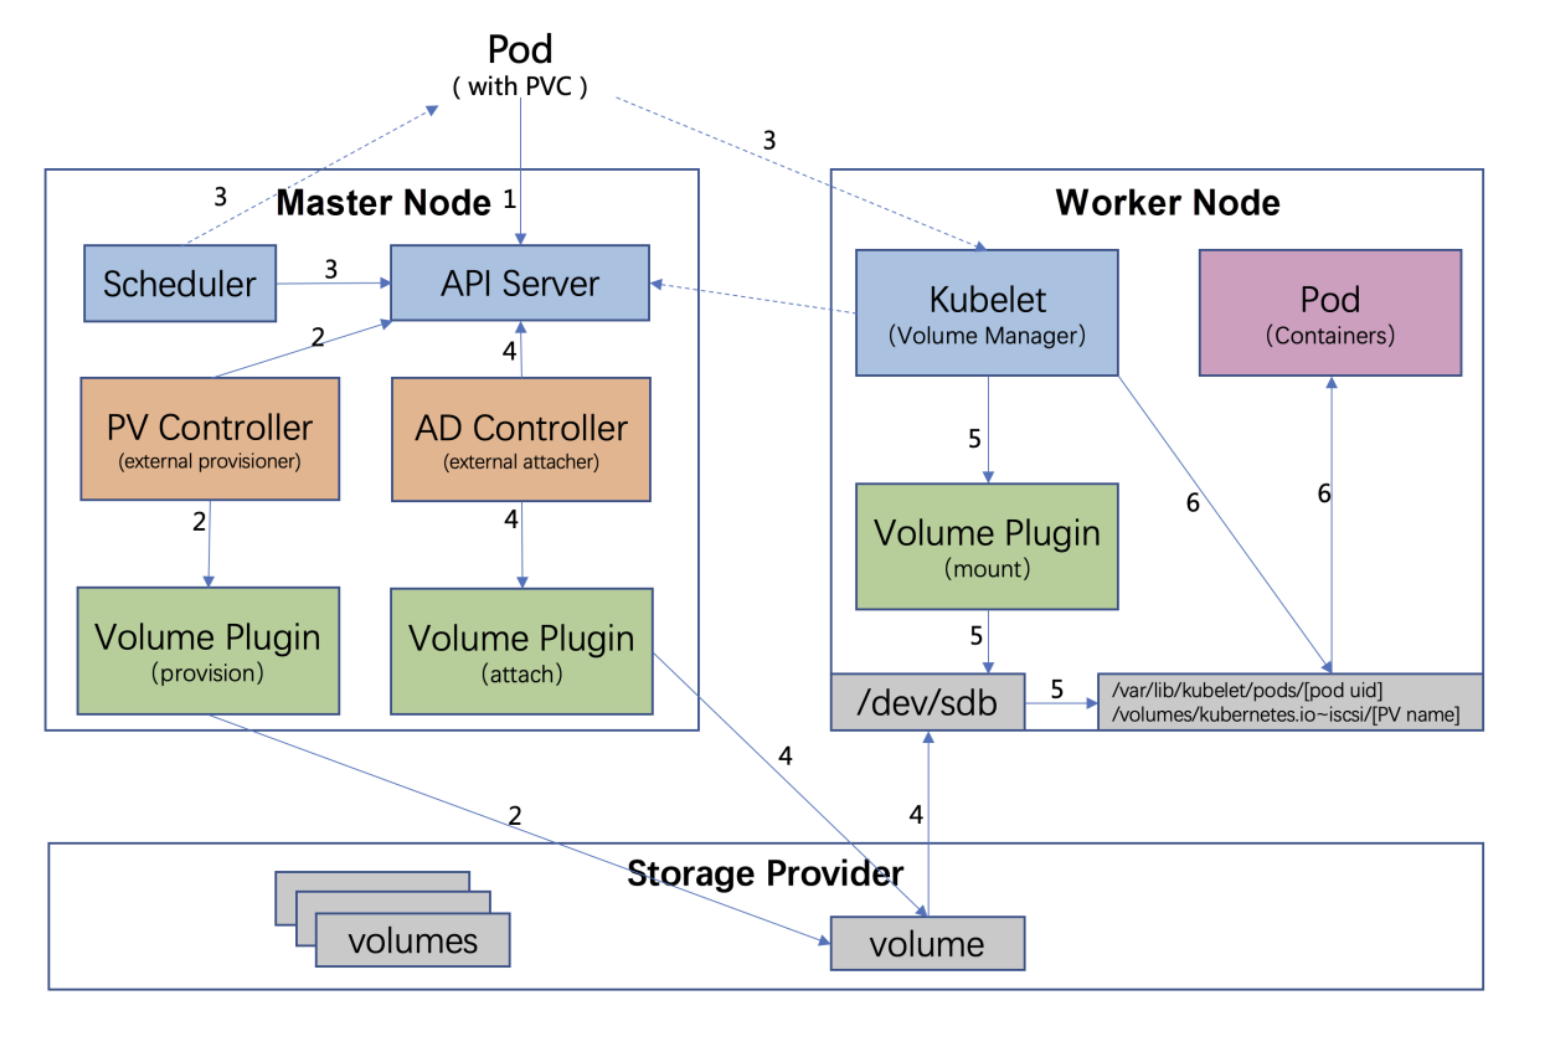 Pod
( with PVC )
3
3
Master Node
1
Worker Node
Scheduler
3
API Server
Kubelet
(Volume Manager)
Pod
(Containers)
2
4
PV Controller
(external provisioner)
AD Controller
(external attacher)
5
6
6
2
4
Volume Plugin
(mount)
Volume Plugin
(provision)
Volume Plugin
(attach)
5
/dev/sdb
5
/var/lib/kubelet/pods/[pod uid]
/volumes/kubernetes.io~iscsi/[PV name]
4
2
4
Storage Provider
volumes
volume